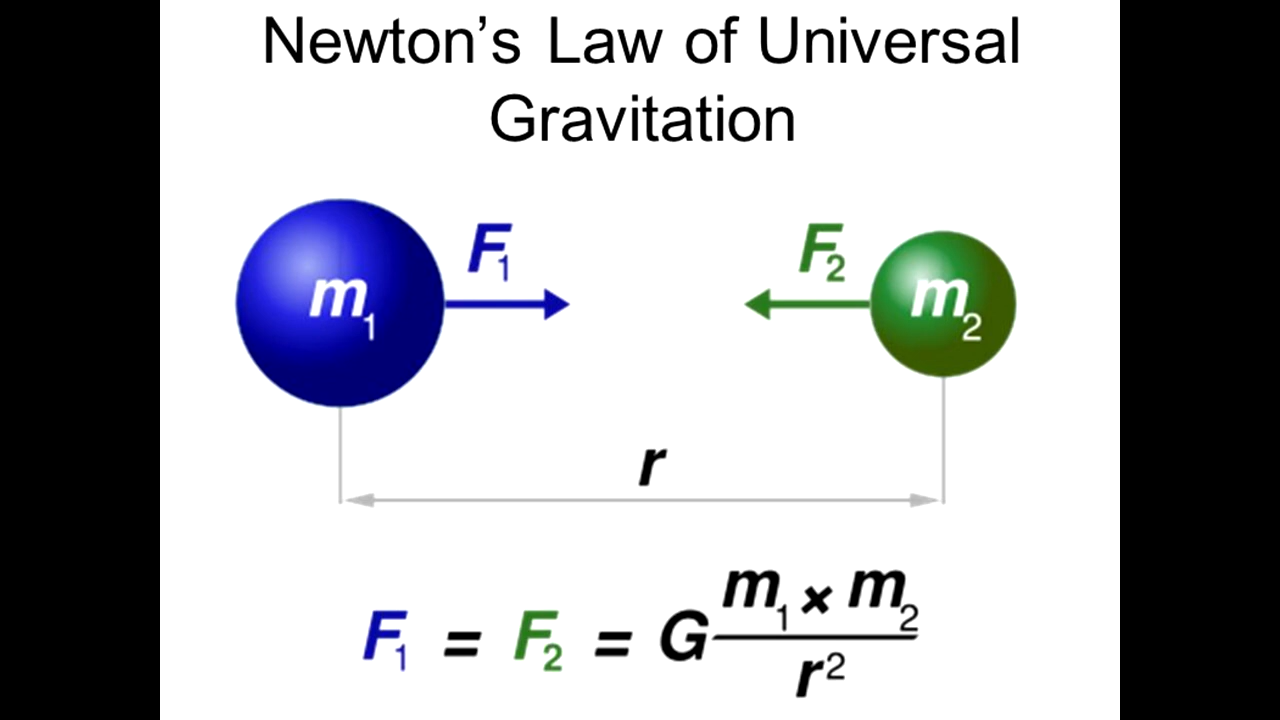 Newton’s Law of Universal
Gravitation
F₁ F₂
m₁ m₂
r
F₁ = F₂ = G m₁ × m₂ / r²